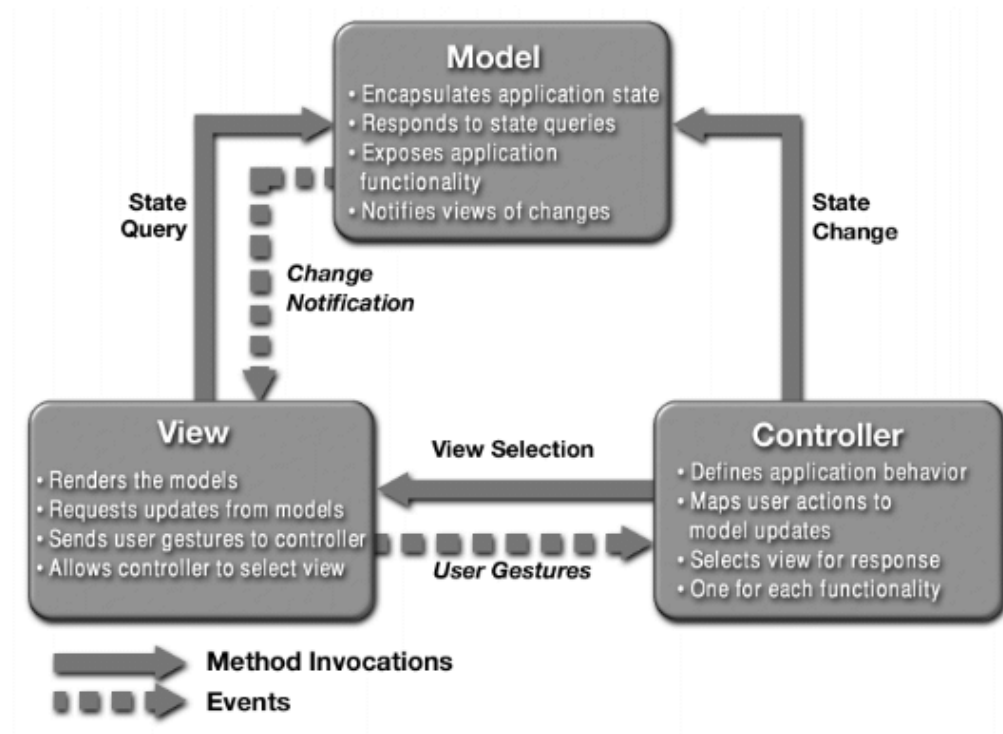 Model
• Encapsulates application state
• Responds to state queries
• Exposes application
functionality
• Notifies views of changes
State
Query
Change
Notification
State
Change
View
• Renders the models
• Requests updates from models
• Sends user gestures to controller
• Allows controller to select view
View Selection
User Gestures
Controller
• Defines application behavior
• Maps user actions to
model updates
• Selects view for response
• One for each functionality
Method Invocations
Events